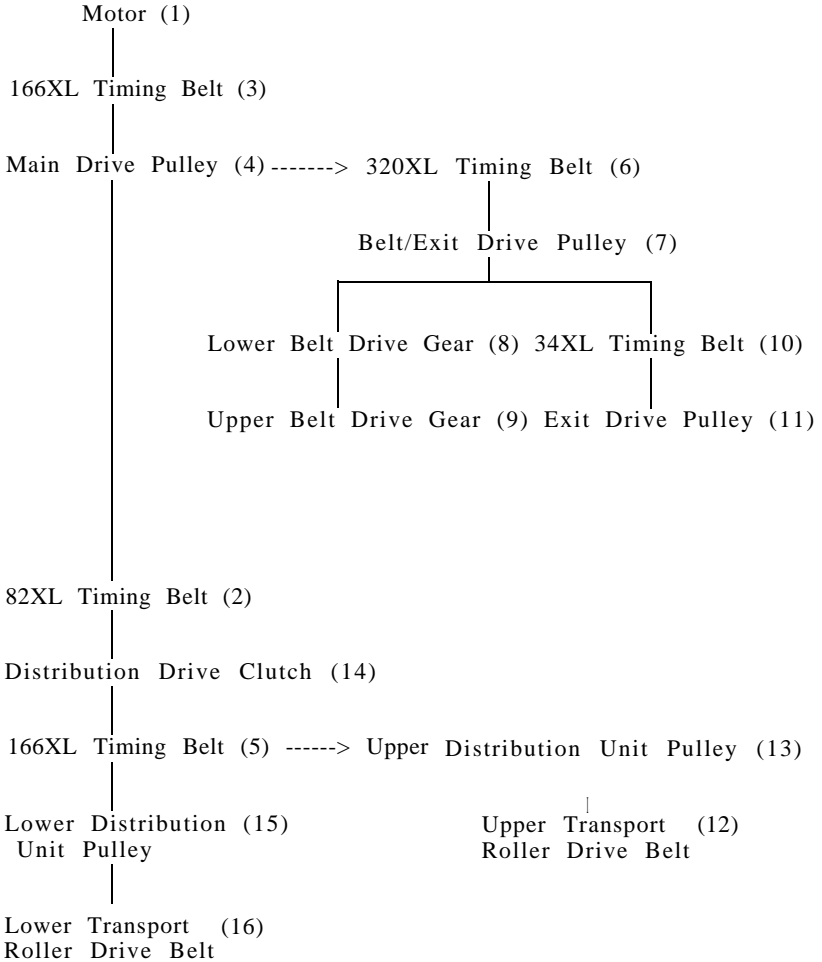 Motor (1)
166XL Timing Belt (3)
Main Drive Pulley (4) -------> 320XL Timing Belt (6)
Belt/Exit Drive Pulley (7)
Lower Belt Drive Gear (8) 34XL Timing Belt (10)
Upper Belt Drive Gear (9) Exit Drive Pulley (11)
82XL Timing Belt (2)
Distribution Drive Clutch (14)
166XL Timing Belt (5) ------> Upper Distribution Unit Pulley (13)
Lower Distribution (15)
Unit Pulley
Upper Transport (12)
Roller Drive Belt
Lower Transport (16)
Roller Drive Belt